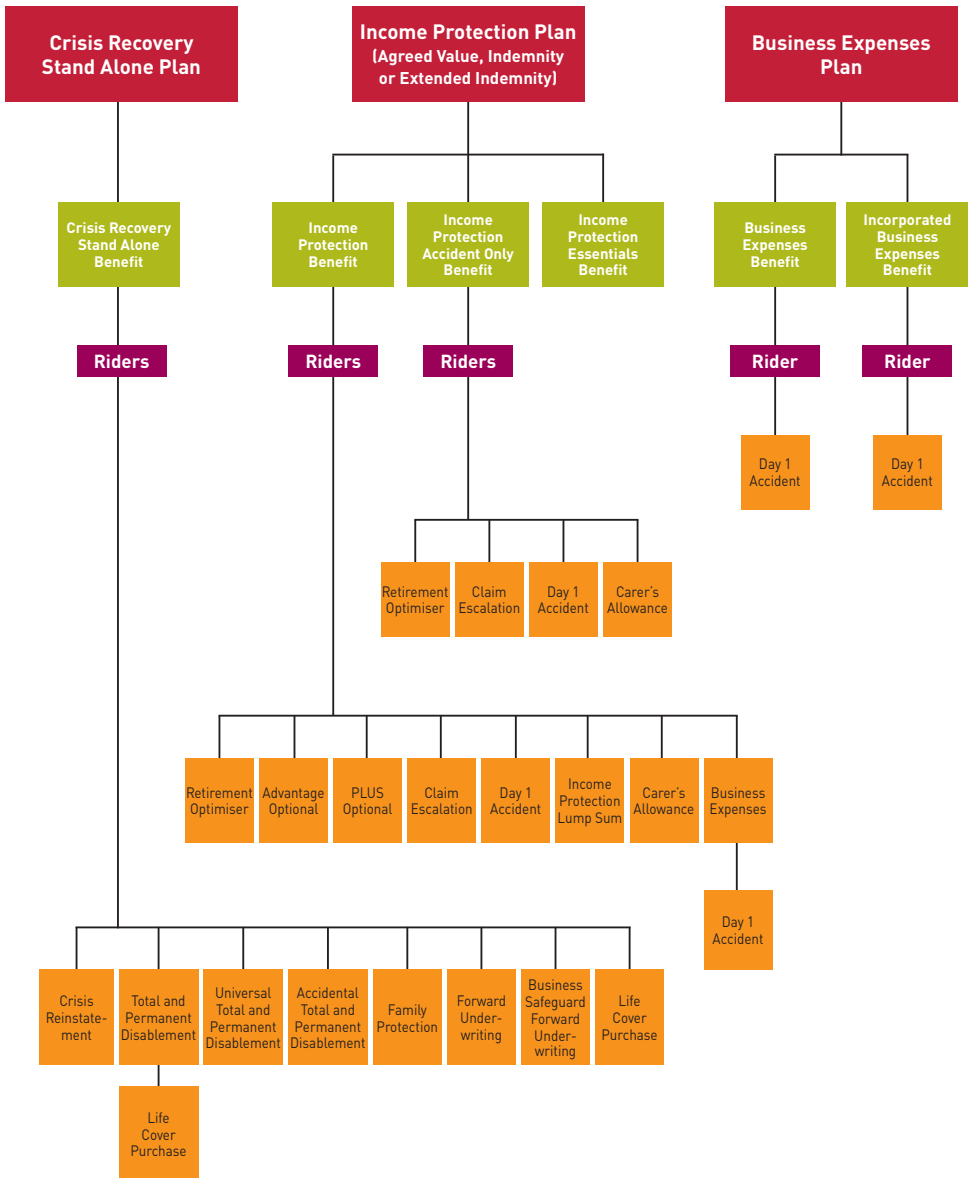 Crisis Recovery
Stand Alone Plan
Income Protection Plan
(Agreed Value, Indemnity
or Extended Indemnity)
Business Expenses
Plan
Crisis Recovery
Stand Alone
Benefit
Income
Protection
Benefit
Income
Protection
Accident Only
Benefit
Income
Protection
Essentials
Benefit
Business
Expenses
Benefit
Incorporated
Business
Expenses
Benefit
Riders
Riders
Riders
Rider
Rider
Day 1
Accident
Day 1
Accident
Retirement
Optimiser
Claim
Escalation
Day 1
Accident
Carer's
Allowance
Retirement
Optimiser
Advantage
Optional
PLUS
Optional
Claim
Escalation
Day 1
Accident
Income
Protection
Lump Sum
Carer's
Allowance
Business
Expenses
Day 1
Accident
Crisis
Reinstate-
ment
Total and
Permanent
Disablement
Universal
Total and
Permanent
Disablement
Accidental
Total and
Permanent
Disablement
Family
Protection
Forward
Under-
writing
Business
Safeguard
Forward
Under-
writing
Life
Cover
Purchase
Life
Cover
Purchase